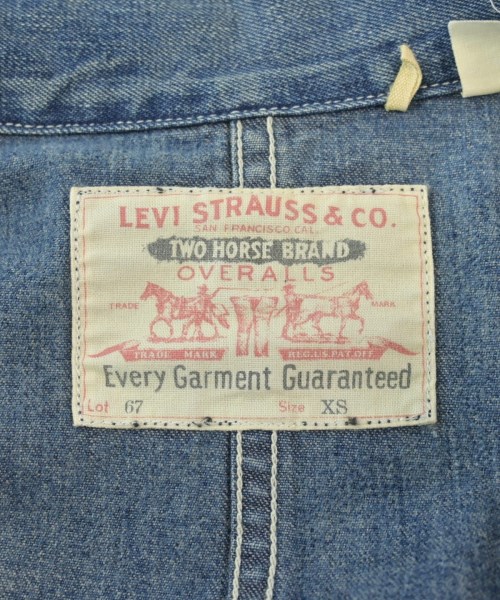 LEVI STRAUSS & CO.
SAN FRANCISCO CAL.
TWO HORSE BRAND
OVERALLS
TRADE MARK
TRADE MARK REG.U.S.PAT.OFF
Every Garment Guaranteed
Lot 67 Size XS